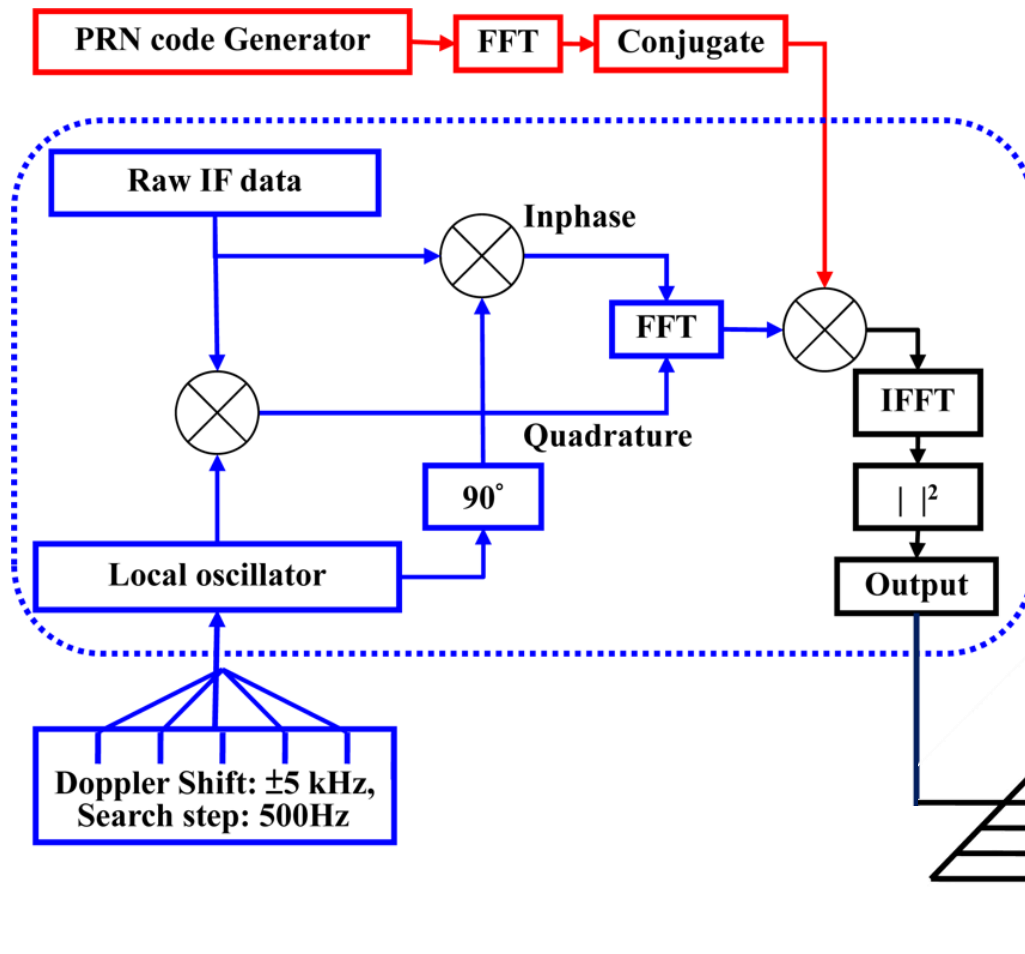 PRN code Generator
FFT
Conjugate
Raw IF data
Inphase
FFT
IFFT
Quadrature
90°
| |²
Local oscillator
Output
Doppler Shift: ±5 kHz,
Search step: 500Hz